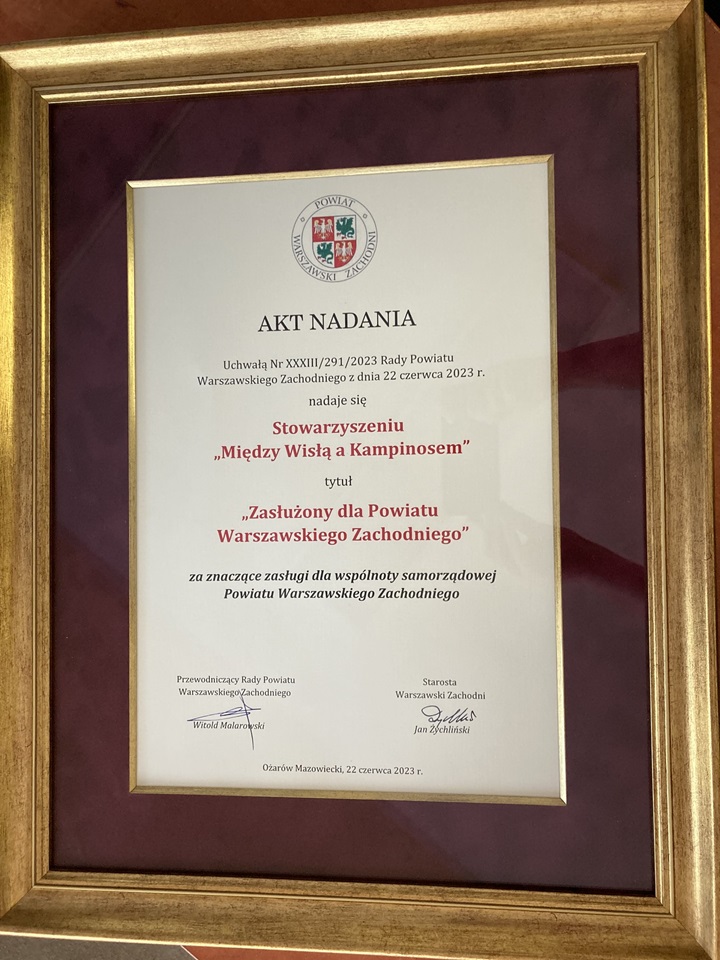 POWIAT
WARSZAWSKI ZACHODNI
AKT NADANIA
Uchwałą Nr XXXIII/291/2023 Rady Powiatu
Warszawskiego Zachodniego z dnia 22 czerwca 2023 r.
nadaje się
Stowarzyszeniu
„Między Wisłą a Kampinosem”
tytuł
„Zasłużony dla Powiatu
Warszawskiego Zachodniego”
za znaczące zasługi dla wspólnoty samorządowej
Powiatu Warszawskiego Zachodniego
Przewodniczący Rady Powiatu
Warszawskiego Zachodniego
Witold Malarowski
Starosta
Warszawski Zachodni
Jan Żychliński
Ożarów Mazowiecki, 22 czerwca 2023 r.